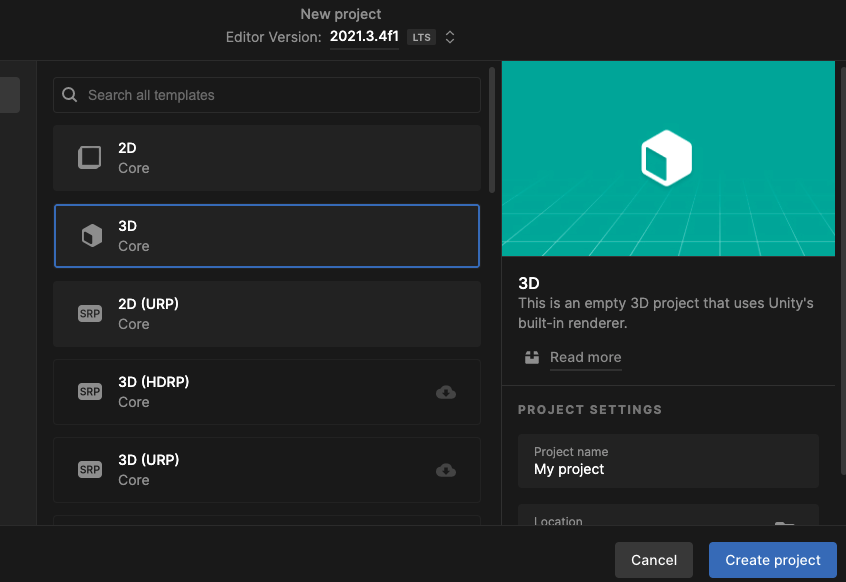 New project
Editor Version: 2021.3.4f1 LTS
Search all templates
2D
Core
3D
Core
2D (URP)
Core
SRP
3D (HDRP)
Core
SRP
3D (URP)
Core
SRP
3D
This is an empty 3D project that uses Unity's
built-in renderer.
Read more
PROJECT SETTINGS
Project name
My project
Location
Cancel
Create project